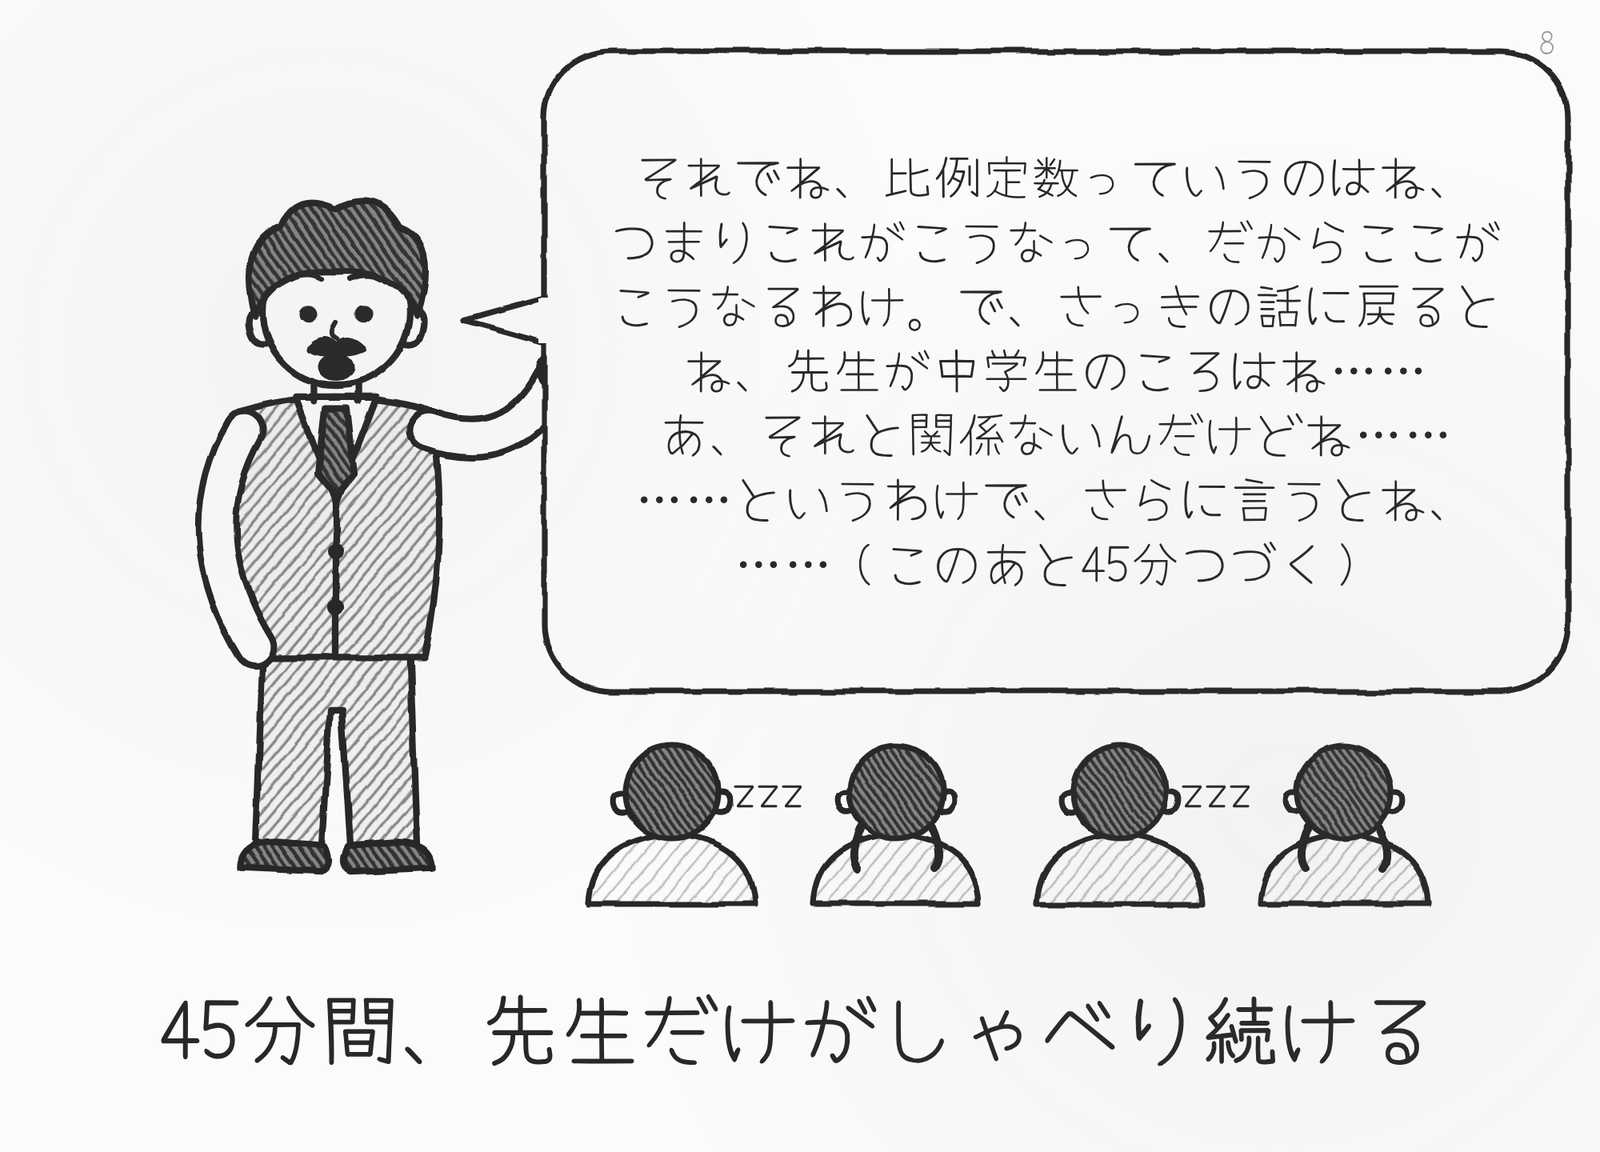 8
それでね、比例定数っていうのはね、
つまりこれがこうなって、だからここが
こうなるわけ。で、さっきの話に戻ると
ね、先生が中学生のころはね……
あ、それと関係ないんだけどね……
……というわけで、さらに言うとね、
……（このあと45分つづく）
zzz
zzz
45分間、先生だけがしゃべり続ける